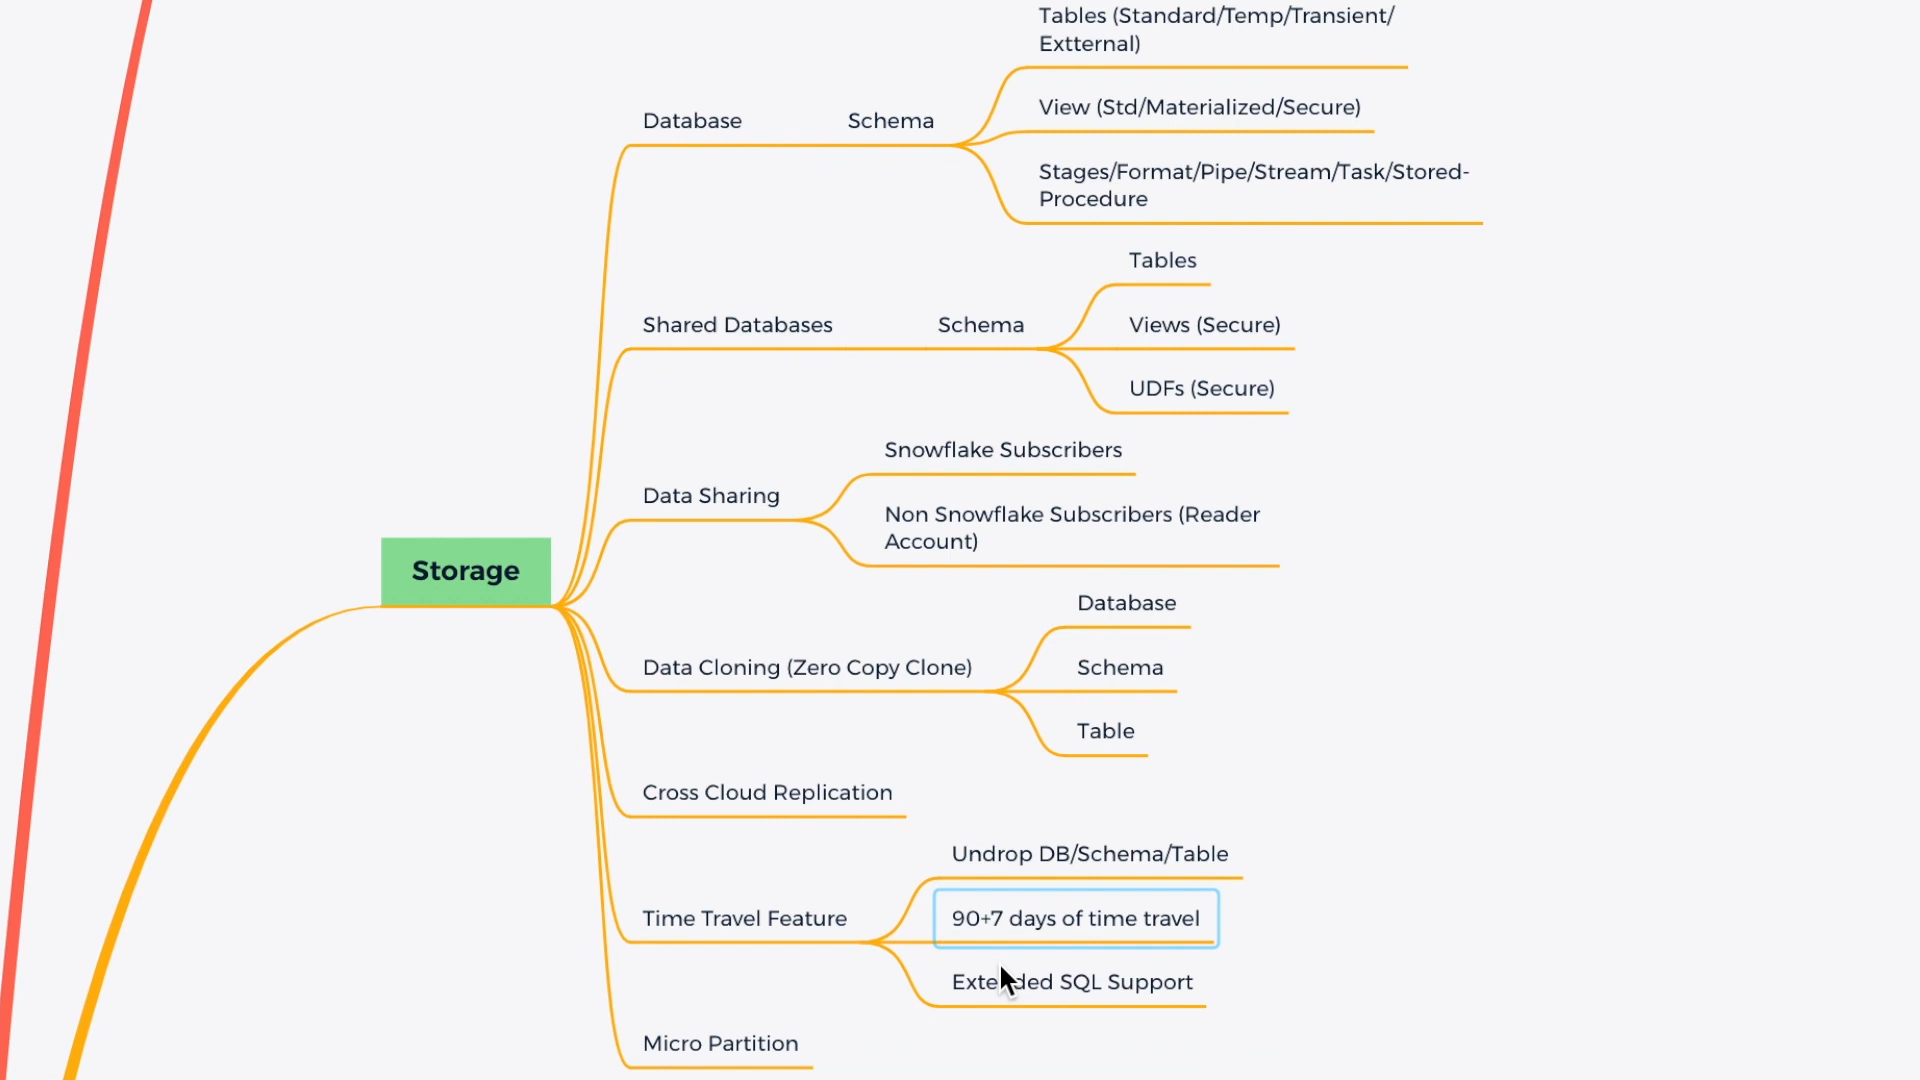 Tables (Standard/Temp/Transient/
Extternal)
Database
Schema
View (Std/Materialized/Secure)
Stages/Format/Pipe/Stream/Task/Stored-
Procedure
Tables
Shared Databases
Schema
Views (Secure)
UDFs (Secure)
Snowflake Subscribers
Data Sharing
Non Snowflake Subscribers (Reader
Account)
Storage
Database
Data Cloning (Zero Copy Clone)
Schema
Table
Cross Cloud Replication
Undrop DB/Schema/Table
Time Travel Feature
90+7 days of time travel
Extended SQL Support
Micro Partition